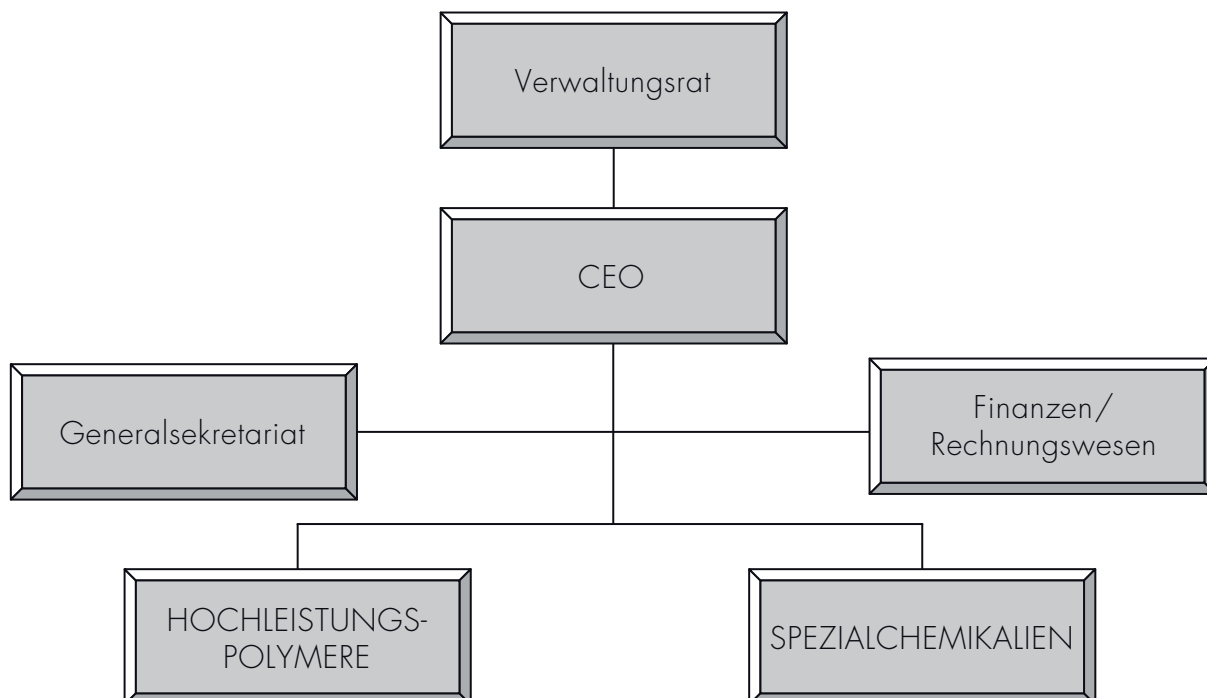 Verwaltungsrat
CEO
Generalsekretariat
Finanzen/
Rechnungswesen
HOCHLEISTUNGS-
POLYMERE
SPEZIALCHEMIKALIEN